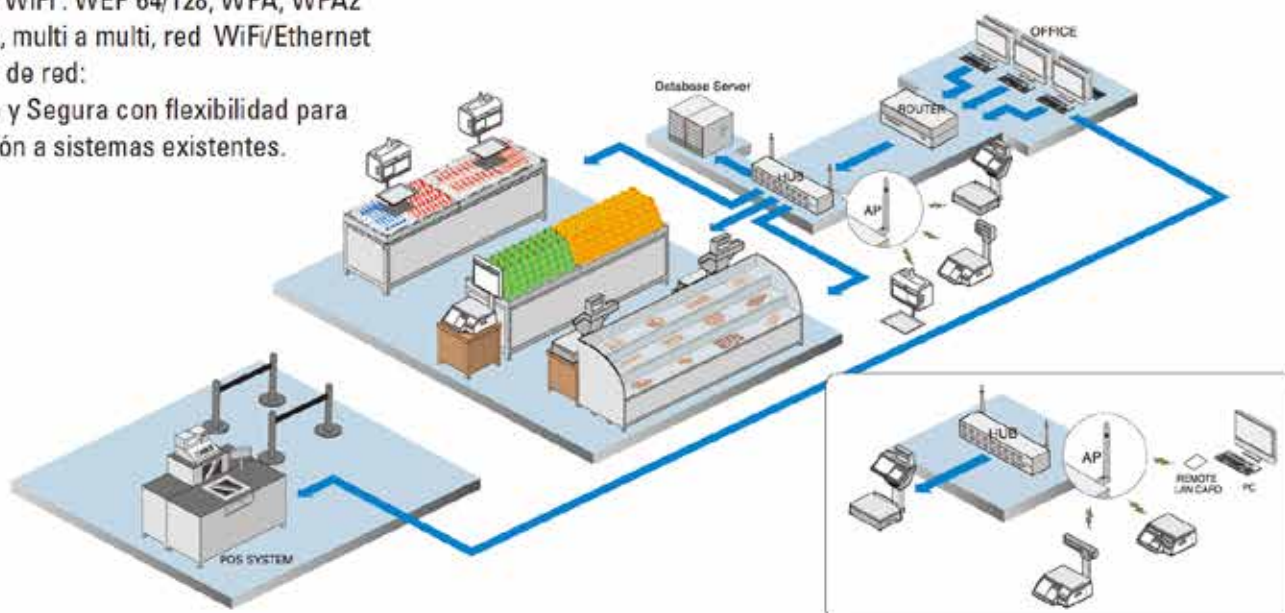 WiFi : WEP 64/128, WPA, WPA2
, multi a multi, red WiFi/Ethernet
de red:
y Segura con flexibilidad para
ón a sistemas existentes.
OFFICE
Database Server
ROUTER
HUB
AP
POS SYSTEM
HUB
AP
REMOTE
LAN CARD
PC